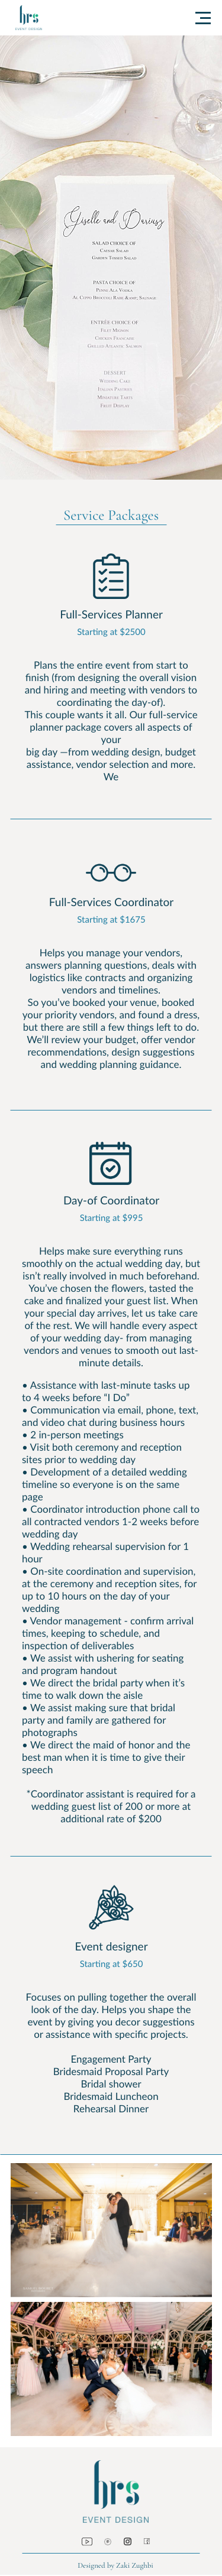 hrs
EVENT DESIGN
Giselle and Dariusz
SALAD CHOICE OF
Caesar Salad
Garden Tossed Salad
PASTA CHOICE OF
Penne Ala Vodka
ENTRÉE CHOICE OF
Filet Mignon
Chicken Française
Grilled Atlantic Salmon
DESSERT
Wedding Cake
Italian Pastries
Miniature Tarts
Fruit Display
Service Packages
Full-Services Planner
Starting at $2500
Plans the entire event from start to
finish (from designing the overall vision
and hiring and meeting with vendors to
coordinating the day-of).
This couple wants it all. Our full-service
planner package covers all aspects of
your
big day —from wedding design, budget
assistance, vendor selection and more.
We
Full-Services Coordinator
Starting at $1675
Helps you manage your vendors,
answers planning questions, deals with
logistics like contracts and organizing
vendors and timelines.
So you’ve booked your venue, booked
your priority vendors, and found a dress,
but there are still a few things left to do.
We’ll review your budget, offer vendor
recommendations, design suggestions
and wedding planning guidance.
Day-of Coordinator
Starting at $995
Helps make sure everything runs
smoothly on the actual wedding day, but
isn’t really involved in much beforehand.
You’ve chosen the flowers, tasted the
cake and finalized your guest list. When
your special day arrives, let us take care
of the rest. We will handle every aspect
of your wedding day- from managing
vendors and venues to smooth out last-
minute details.
• Assistance with last-minute tasks up
to 4 weeks before “I Do”
• Communication via email, phone, text,
and video chat during business hours
• 2 in-person meetings
• Visit both ceremony and reception
sites prior to wedding day
• Development of a detailed wedding
timeline so everyone is on the same
page
• Coordinator introduction phone call to
all contracted vendors 1-2 weeks before
wedding day
• Wedding rehearsal supervision for 1
hour
• On-site coordination and supervision,
at the ceremony and reception sites, for
up to 10 hours on the day of your
wedding
• Vendor management - confirm arrival
times, keeping to schedule, and
inspection of deliverables
• We assist with ushering for seating
and program handout
• We direct the bridal party when it’s
time to walk down the aisle
• We assist making sure that bridal
party and family are gathered for
photographs
• We direct the maid of honor and the
best man when it is time to give their
speech
*Coordinator assistant is required for a
wedding guest list of 200 or more at
additional rate of $200
Event designer
Starting at $650
Focuses on pulling together the overall
look of the day. Helps you shape the
event by giving you decor suggestions
or assistance with specific projects.
Engagement Party
Bridesmaid Proposal Party
Bridal shower
Bridesmaid Luncheon
Rehearsal Dinner
hrs
EVENT DESIGN
Designed by Zaki Zughbi